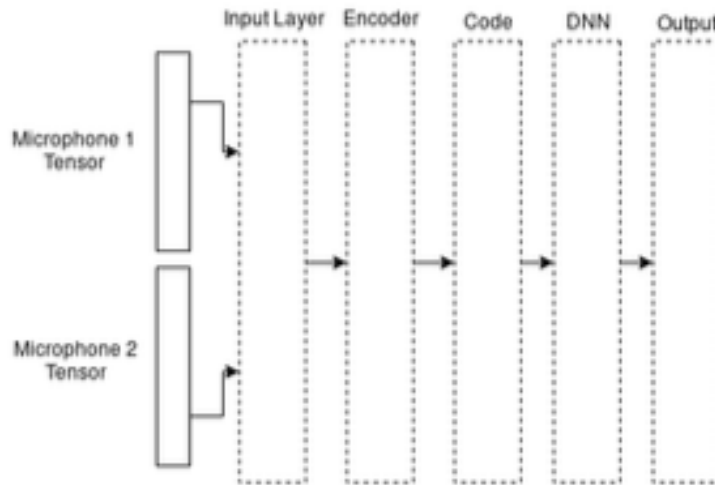 Input Layer Encoder Code DNN Output
Microphone 1
Tensor
Microphone 2
Tensor